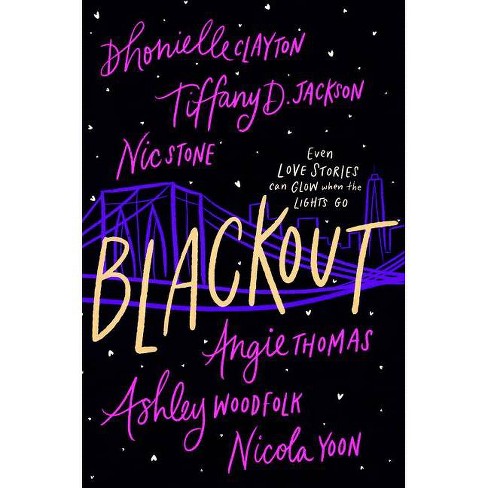 Dhonielle CLAYTON
Tiffany D. JACKSON
Nic STONE
Even
LOVE STORIES
can GLOW when the
LIGHTS GO
BLACKOUT
Angie THOMAS
Ashley WOODFOLK
Nicola YOON